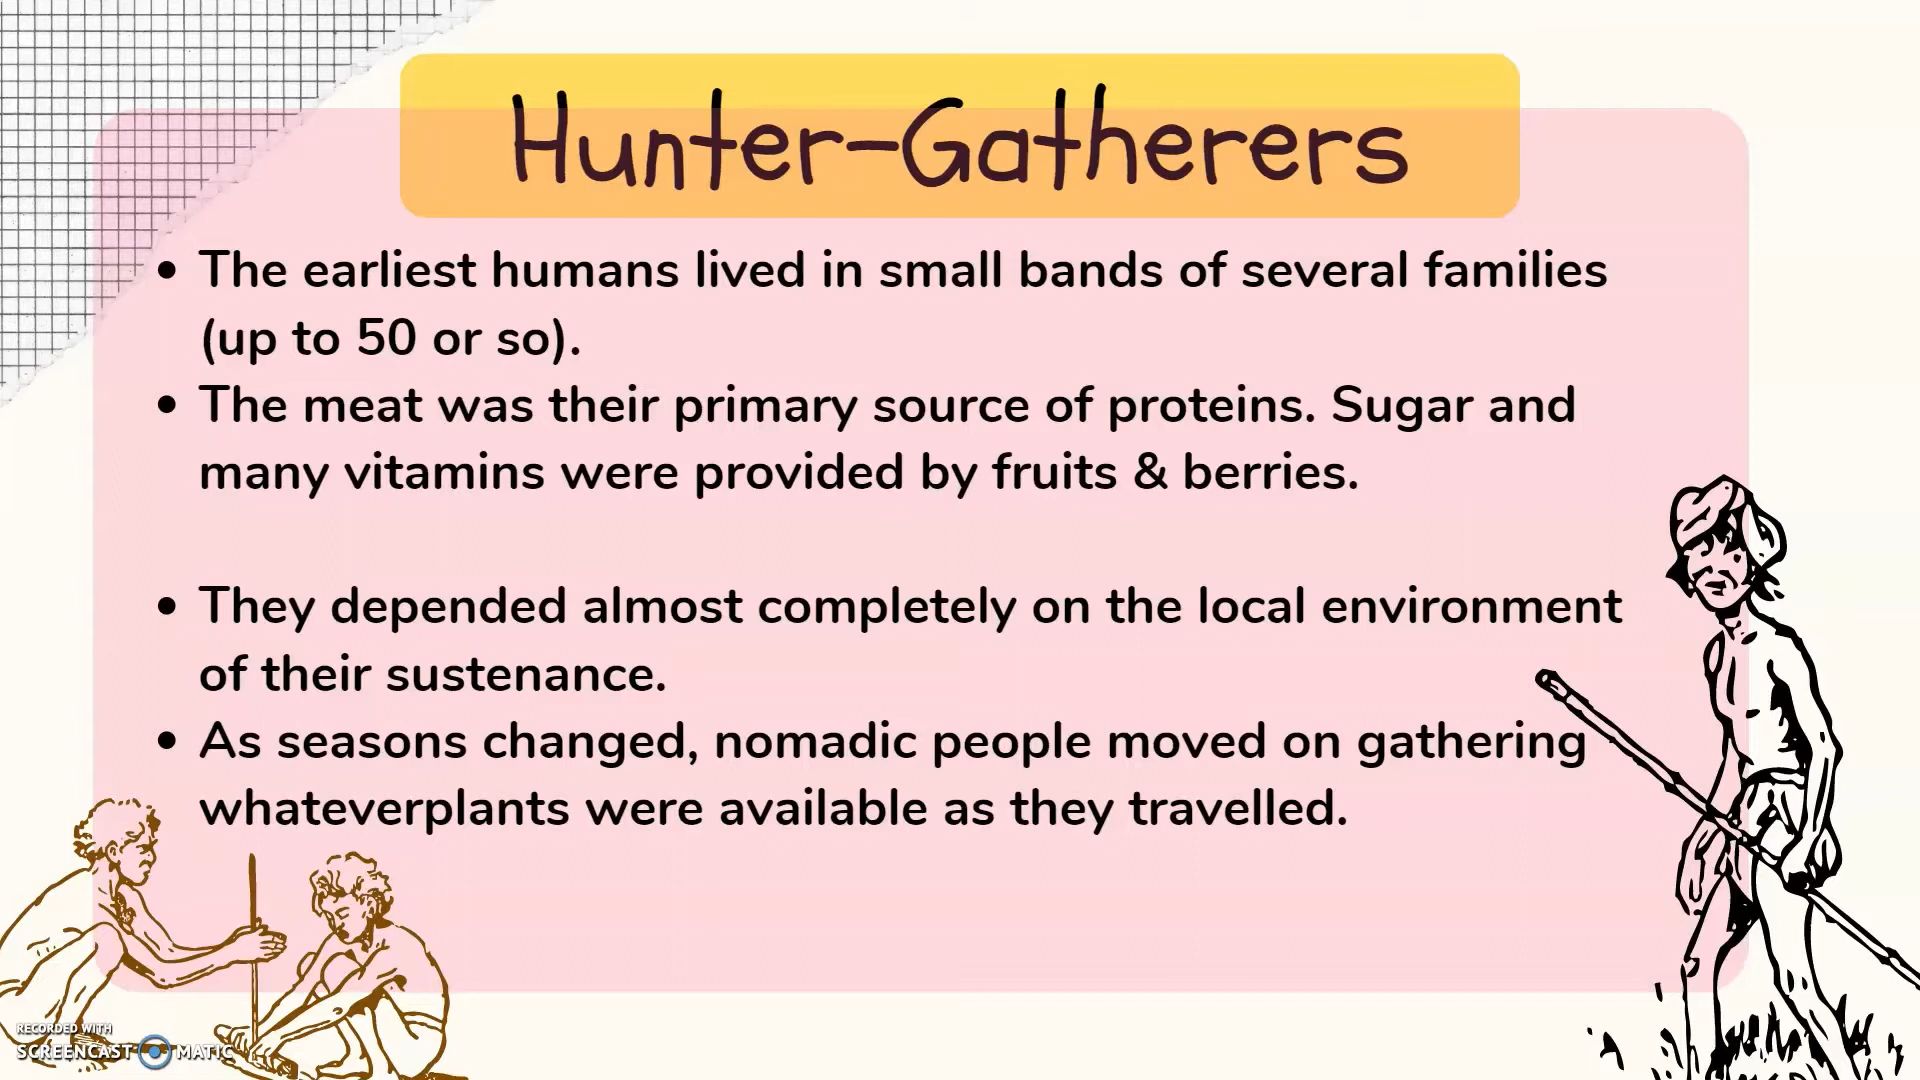 Hunter-Gatherers
• The earliest humans lived in small bands of several families
(up to 50 or so).
• The meat was their primary source of proteins. Sugar and
many vitamins were provided by fruits & berries.
• They depended almost completely on the local environment
of their sustenance.
• As seasons changed, nomadic people moved on gathering
whateverplants were available as they travelled.
RECORDED WITH
SCREENCAST MATIC